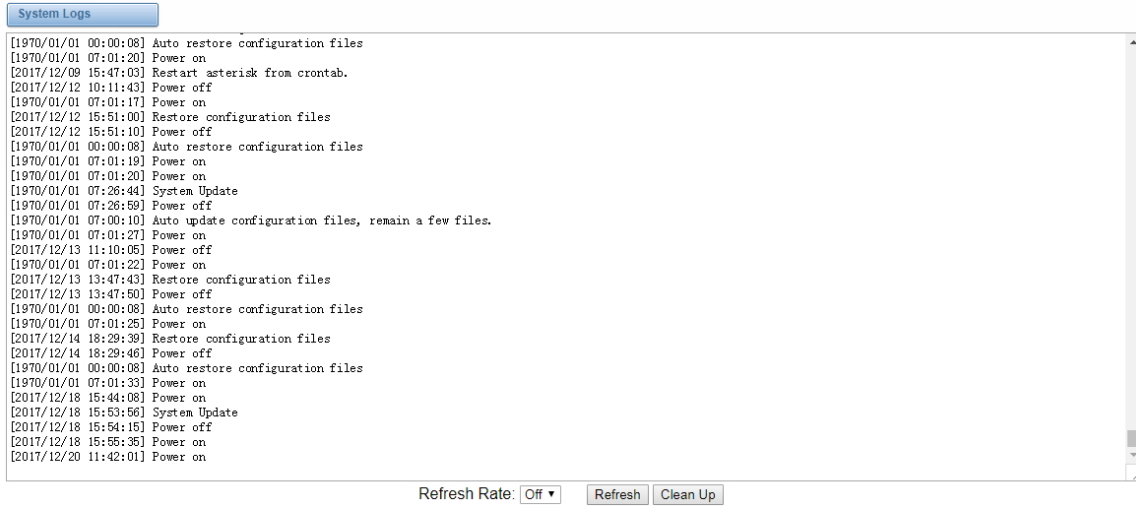 System Logs
[1970/01/01 00:00:08] Auto restore configuration files
[1970/01/01 07:01:20] Power on
[2017/12/09 15:47:03] Restart asterisk from crontab.
[2017/12/12 10:11:43] Power off
[1970/01/01 07:01:17] Power on
[2017/12/12 15:51:00] Restore configuration files
[2017/12/12 15:51:10] Power off
[1970/01/01 00:00:08] Auto restore configuration files
[1970/01/01 07:01:19] Power on
[1970/01/01 07:01:20] Power on
[1970/01/01 07:26:44] System Update
[1970/01/01 07:26:59] Power off
[1970/01/01 07:00:10] Auto update configuration files, remain a few files.
[1970/01/01 07:01:27] Power on
[2017/12/13 11:10:05] Power off
[1970/01/01 07:01:22] Power on
[2017/12/13 13:47:43] Restore configuration files
[2017/12/13 13:47:50] Power off
[1970/01/01 00:00:08] Auto restore configuration files
[1970/01/01 07:01:25] Power on
[2017/12/14 18:29:39] Restore configuration files
[2017/12/14 18:29:46] Power off
[1970/01/01 00:00:08] Auto restore configuration files
[1970/01/01 07:01:33] Power on
[2017/12/18 15:44:08] Power on
[2017/12/18 15:53:56] System Update
[2017/12/18 15:54:15] Power off
[2017/12/18 15:55:35] Power on
[2017/12/20 11:42:01] Power on
Refresh Rate: Off Refresh Clean Up